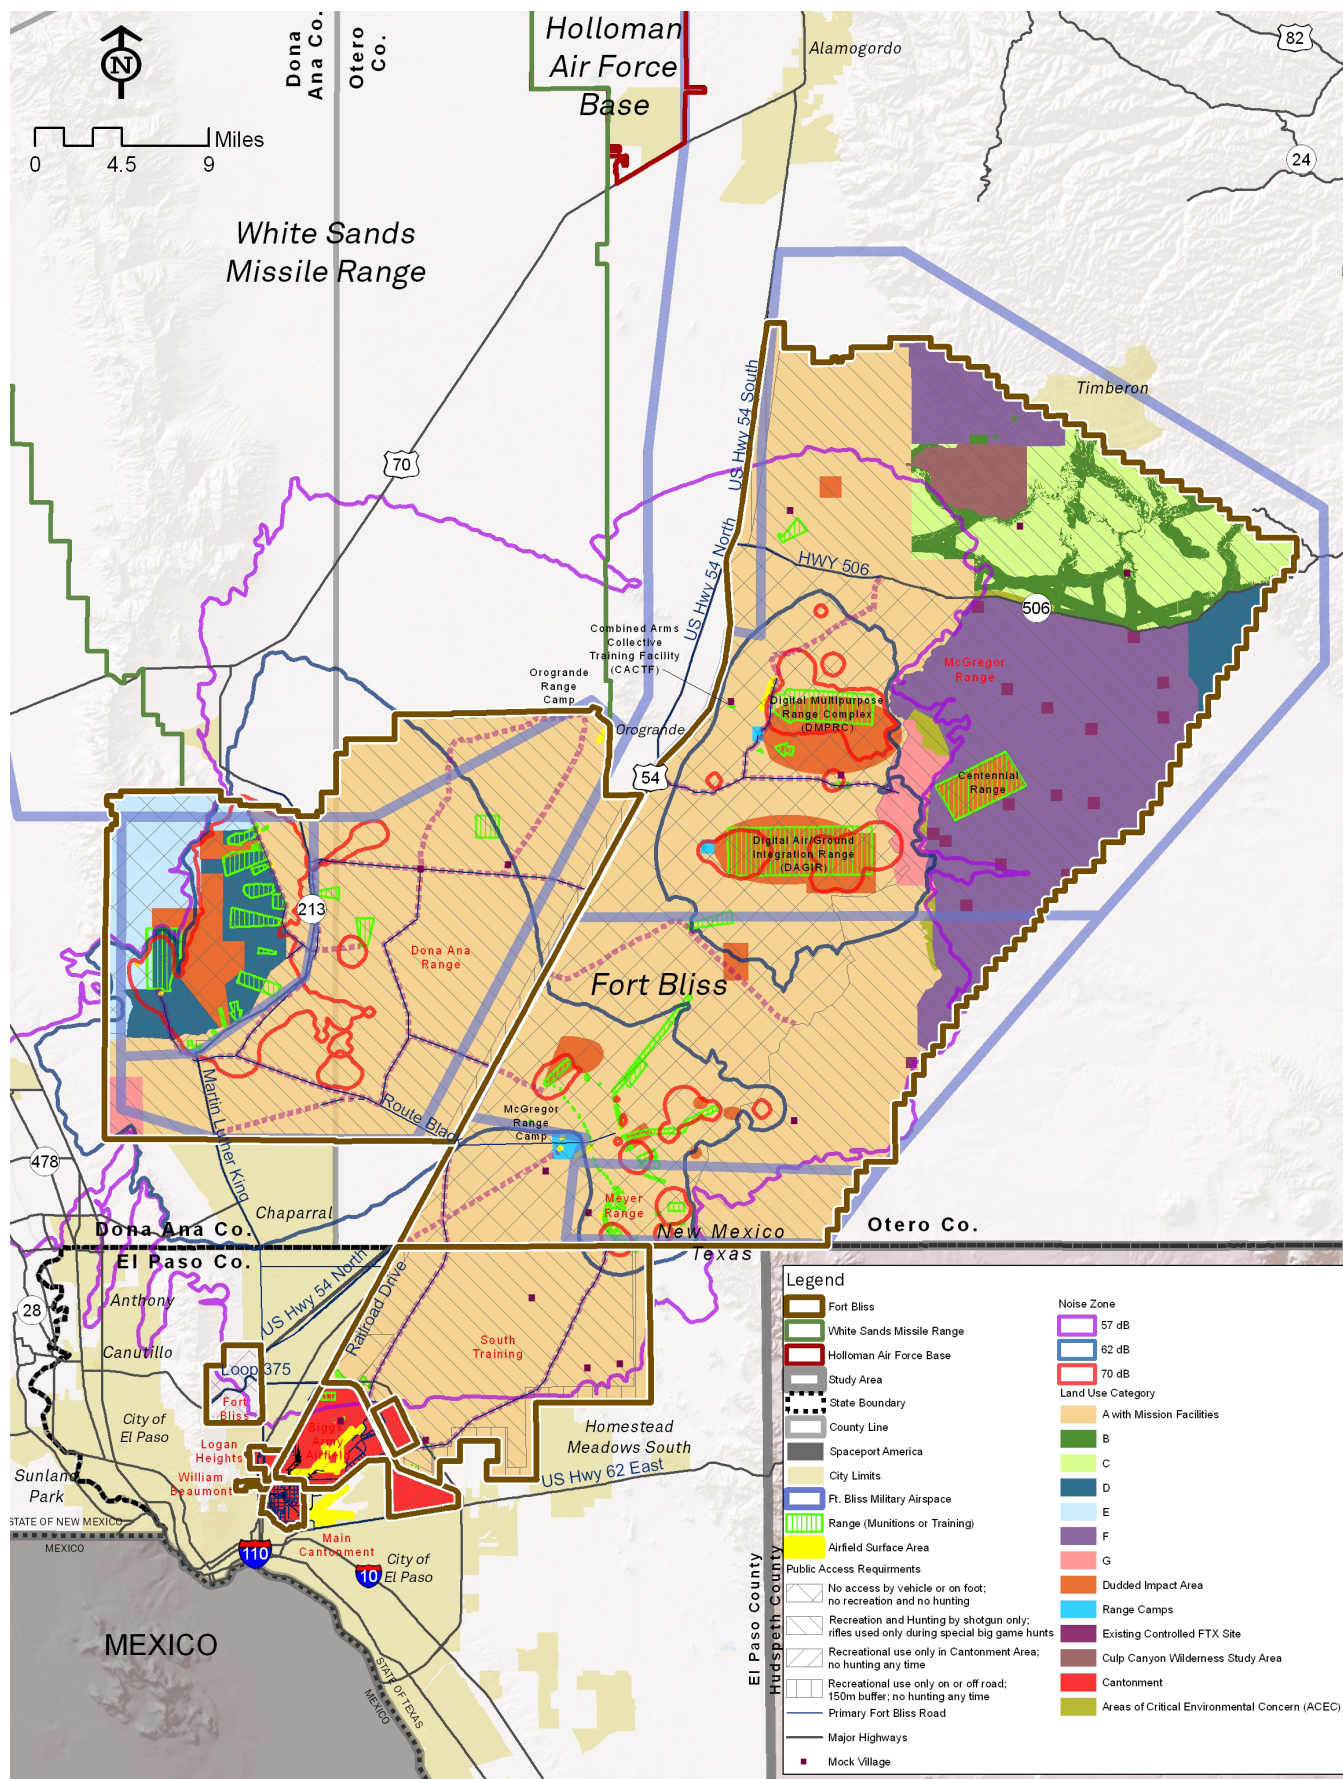 Holloman
Air Force
Base
Dona
Ana Co.
Otero
Co.
N
Miles
0
4.5
9
Alamogordo
82
24
White Sands
Missile Range
Timberon
70
US Hwy 54 South
US Hwy 54 North
HWY 506
506
Combined Arms
Collective
Training Facility
(CACTF)
Orogrande
Range
Camp
McGregor
Range
Digital Multipurpose
Range Complex
(DMPRC)
Orogrande
54
Centennial
Range
Digital Air/Ground
Integration Range
(DAGIR)
213
Dona Ana
Range
Fort Bliss
Martin Luther King
Route Black
McGregor
Range
Camp
478
Meyer
Range
Chaparral
Dona Ana Co.
El Paso Co.
New Mexico
Texas
Otero Co.
US Hwy 54 North
Railroad Drive
28
Anthony
Canutillo
Loop 375
Fort
Bliss
South
Training
City of
El Paso
Logan
Heights
Biggs
Army
Airfield
William
Beaumont
Sunland
Park
Homestead
Meadows South
US Hwy 62 East
STATE OF NEW MEXICO
MEXICO
Main
Cantonment
110
10
City of
El Paso
MEXICO
STATE OF TEXAS
MEXICO
El Paso County
Hudspeth County
Legend
Fort Bliss
White Sands Missile Range
Holloman Air Force Base
Study Area
State Boundary
County Line
Spaceport America
City Limits
Ft. Bliss Military Airspace
Range (Munitions or Training)
Airfield Surface Area
Public Access Requirments
No access by vehicle or on foot;
no recreation and no hunting
Recreation and Hunting by shotgun only;
rifles used only during special big game hunts
Recreational use only in Cantonment Area;
no hunting any time
Recreational use only on or off road;
150m buffer; no hunting any time
Primary Fort Bliss Road
Major Highways
Mock Village
Noise Zone
57 dB
62 dB
70 dB
Land Use Category
A with Mission Facilities
B
C
D
E
F
G
Dudded Impact Area
Range Camps
Existing Controlled FTX Site
Culp Canyon Wilderness Study Area
Cantonment
Areas of Critical Environmental Concern (ACEC)